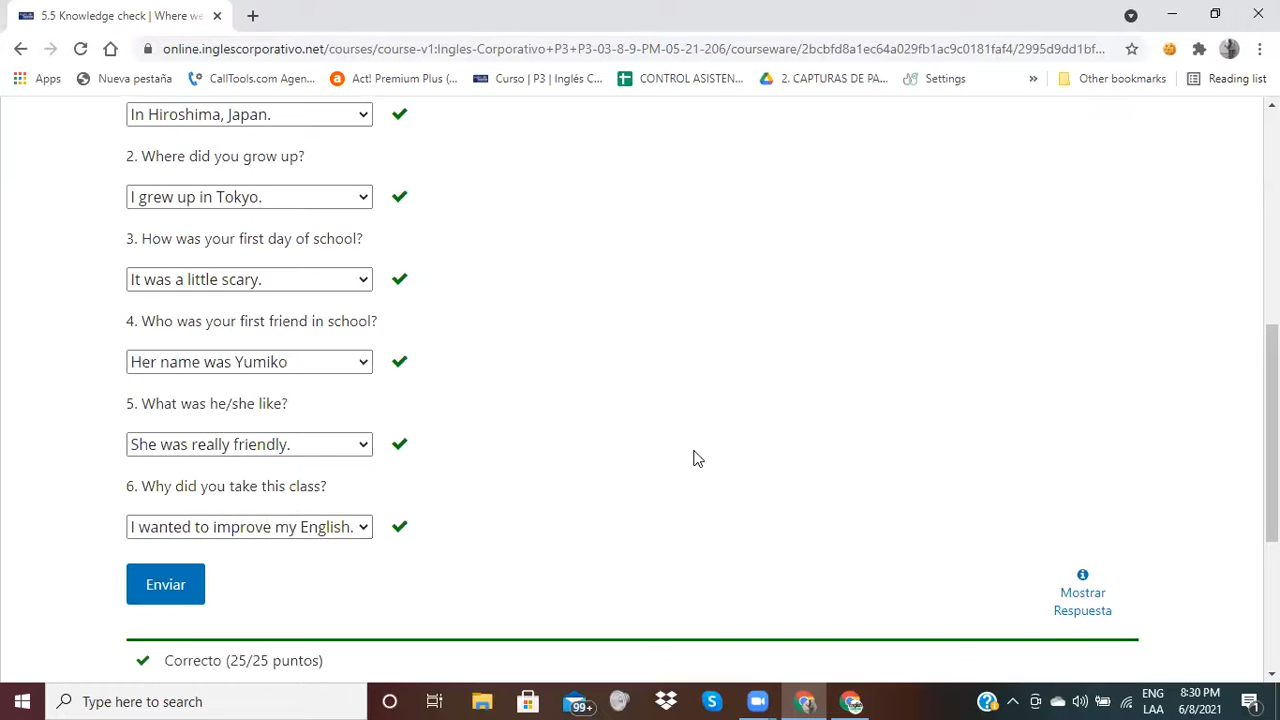 5.5 Knowledge check | Where we
online.inglescorporativo.net/courses/course-v1:Ingles-Corporativo+P3+P3-03-8-9-PM-05-21-206/courseware/2bcbfd8a1ec64a029fb1ac9c0181faf4/2995d9dd1bf...
Apps Nueva pestaña CallTools.com Agen... Act! Premium Plus (... Curso | P3 | Inglés C... CONTROL ASISTEN... 2. CAPTURAS DE PA... Settings » Other bookmarks Reading list
In Hiroshima, Japan.
2. Where did you grow up?
I grew up in Tokyo.
3. How was your first day of school?
It was a little scary.
4. Who was your first friend in school?
Her name was Yumiko
5. What was he/she like?
She was really friendly.
6. Why did you take this class?
I wanted to improve my English.
Enviar
Mostrar
Respuesta
Correcto (25/25 puntos)
Type here to search
99+
ENG
LAA
8:30 PM
6/8/2021
1